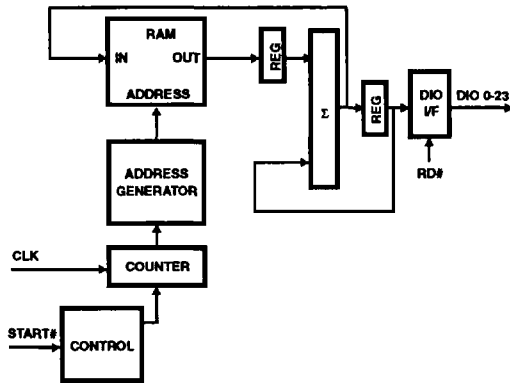 RAM
IN OUT
ADDRESS
REG
Σ
REG
DIO
I/F
DIO 0-23
RD#
ADDRESS
GENERATOR
CLK
COUNTER
START#
CONTROL